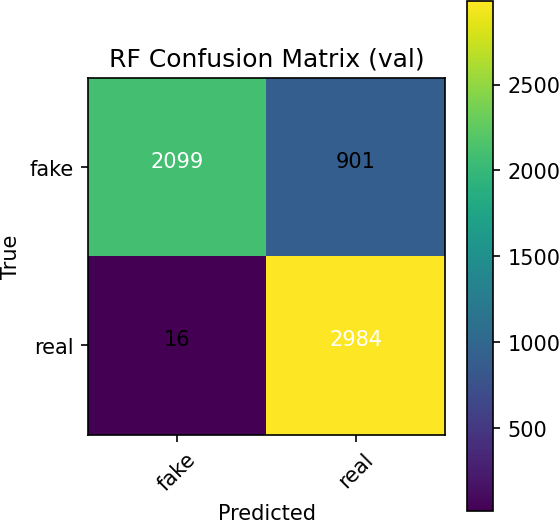 RF Confusion Matrix (val)
True
fake
2099
901
real
16
2984
fake
real
Predicted
2500
2000
1500
1000
500